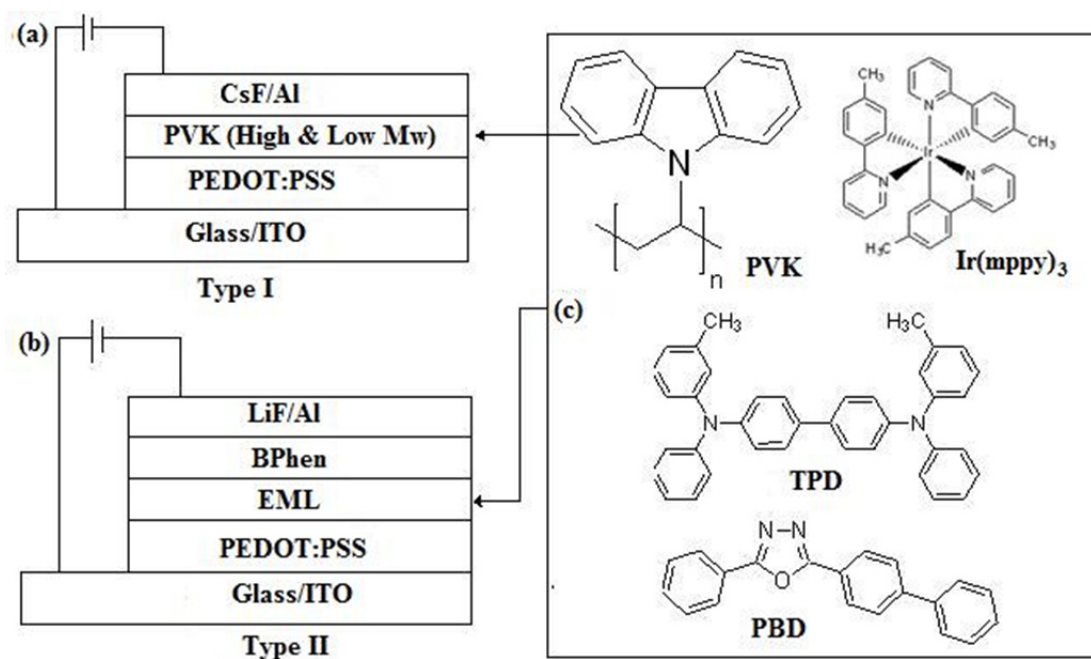 (a)
CsF/Al
PVK (High & Low Mw)
PEDOT:PSS
Glass/ITO
Type I
(b)
LiF/Al
BPhen
EML
PEDOT:PSS
Glass/ITO
Type II
(c)
N
n
PVK
CH₃
N
CH₃
Ir
N
N
H₃C
Ir(mppy)₃
CH₃
H₃C
N
N
TPD
N N
O
PBD